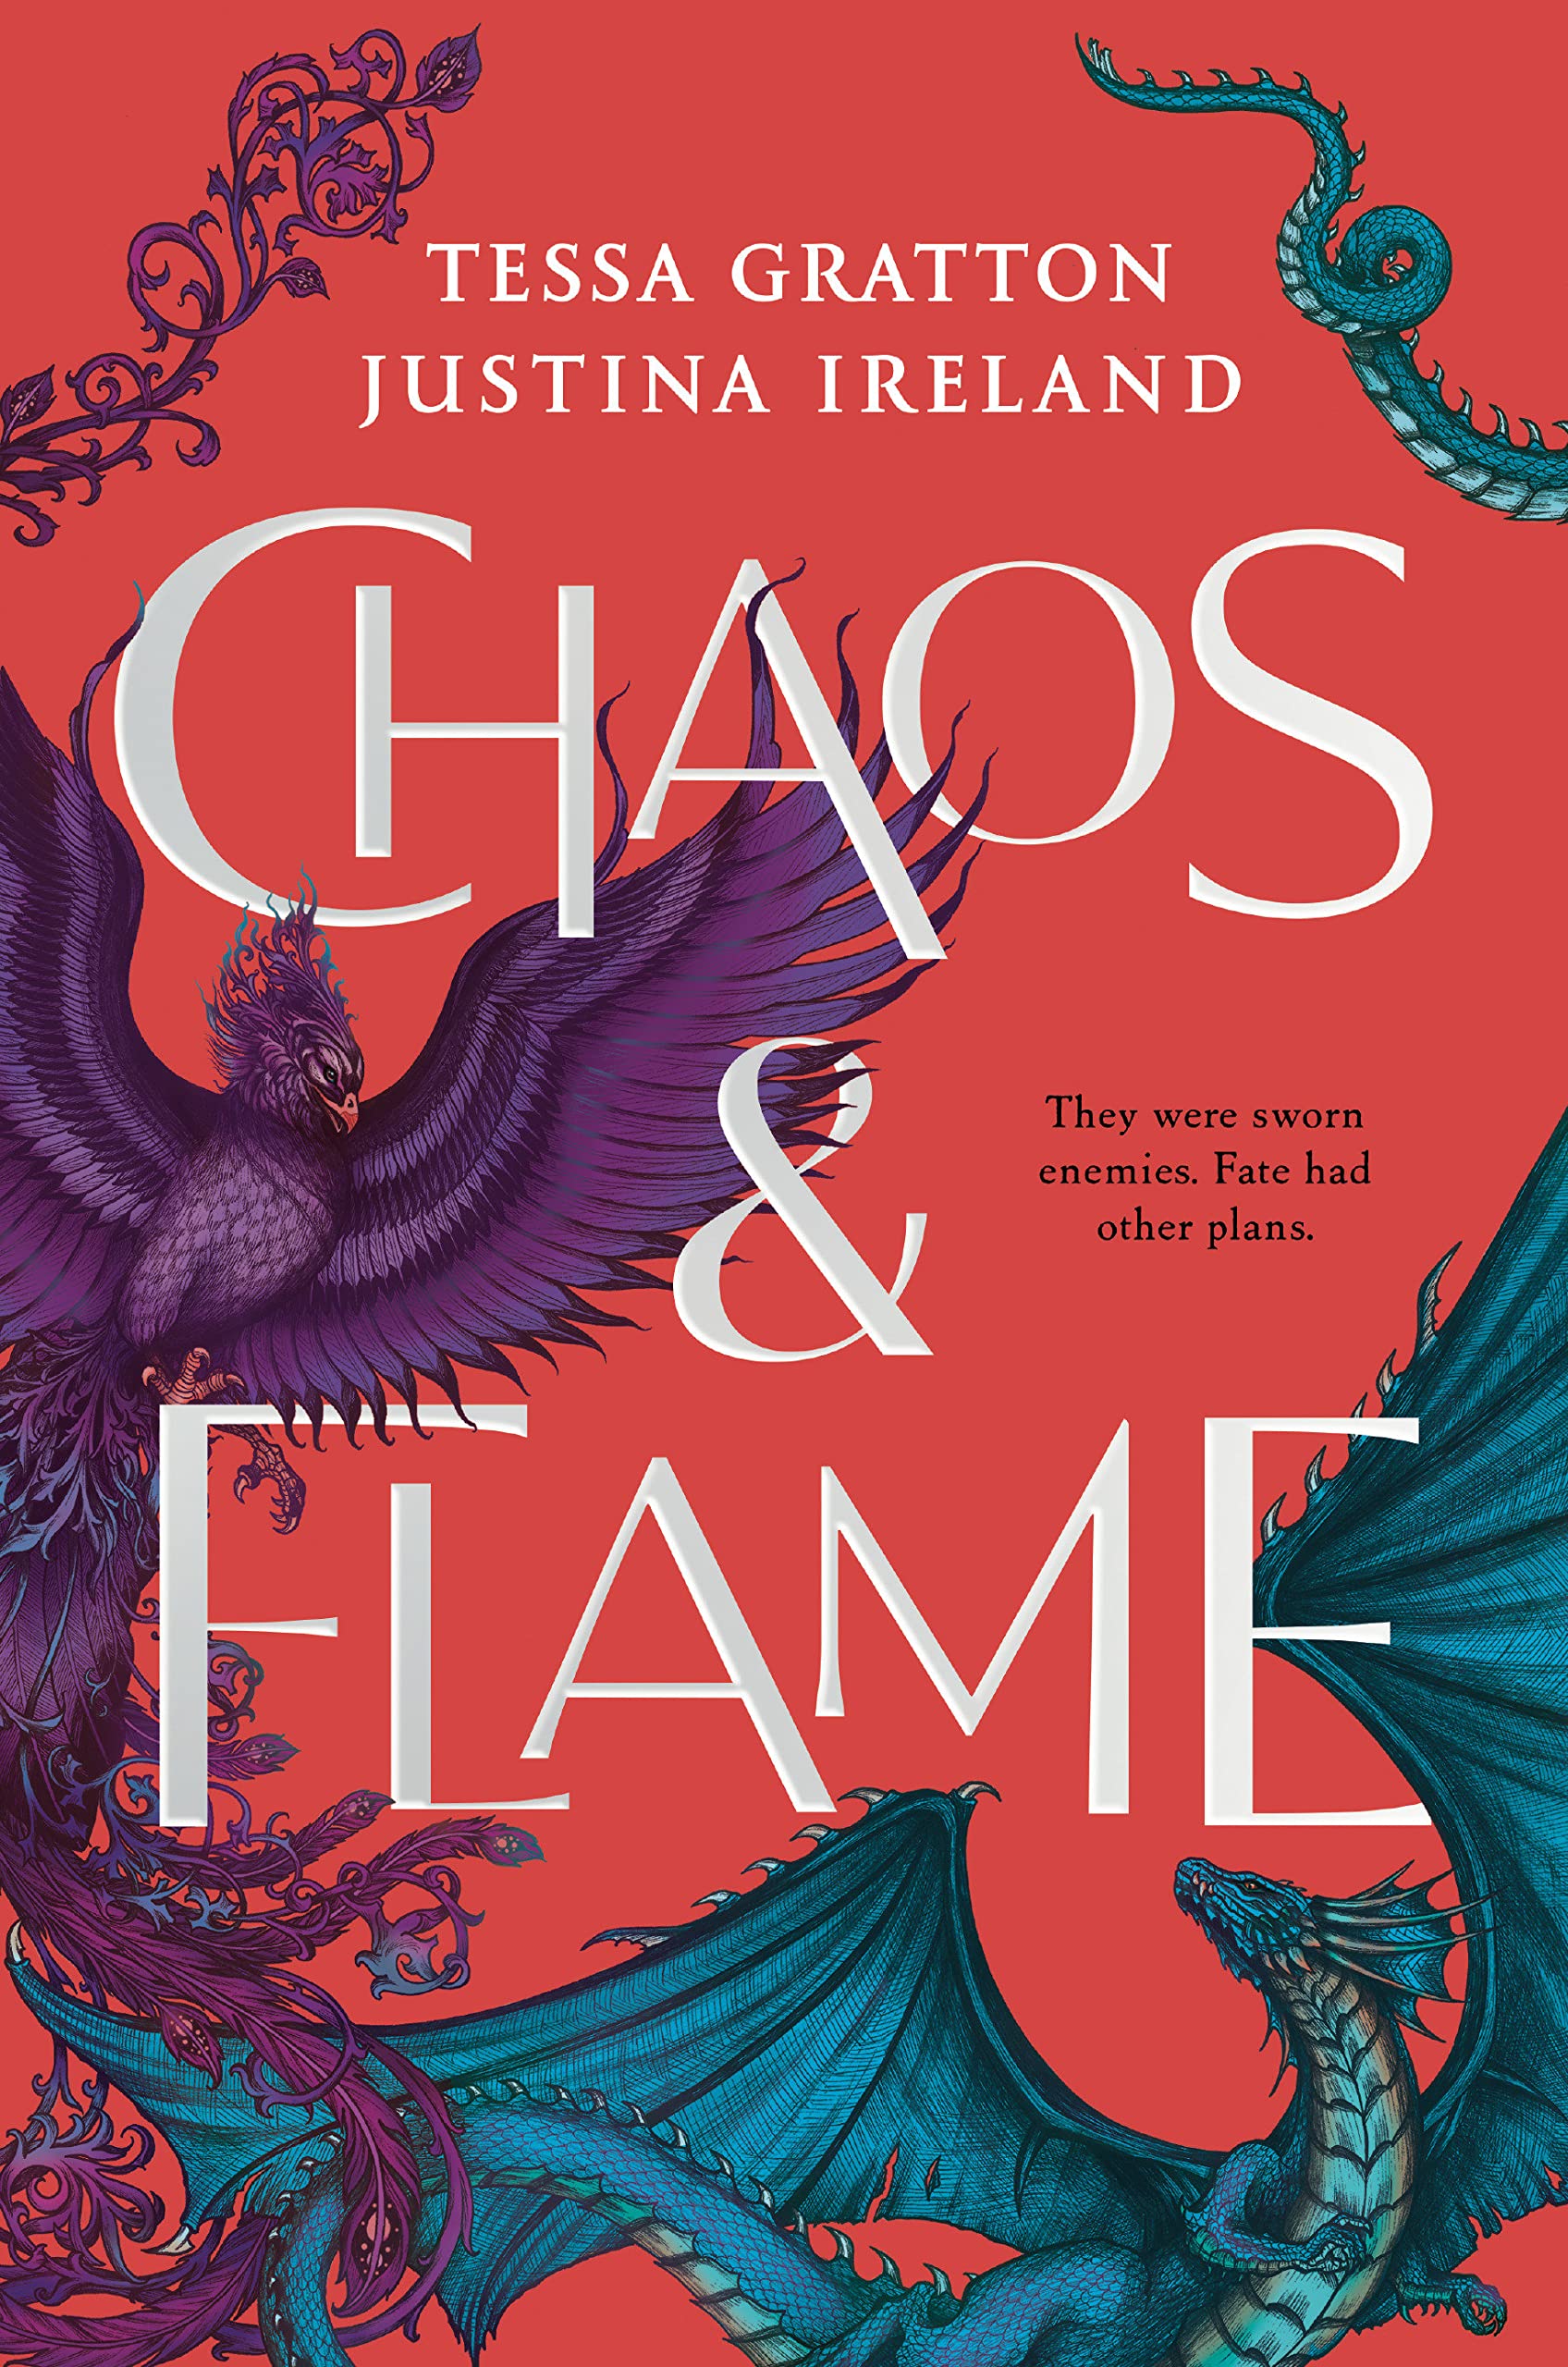 TESSA GRATTON
JUSTINA IRELAND
CHAOS
&
FLAME
They were sworn
enemies. Fate had
other plans.